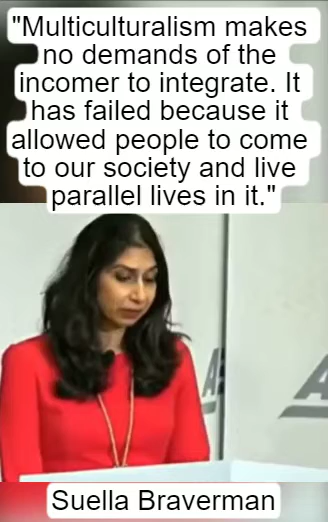 "Multiculturalism makes
no demands of the
incomer to integrate. It
has failed because it
allowed people to come
to our society and live
parallel lives in it."
Suella Braverman